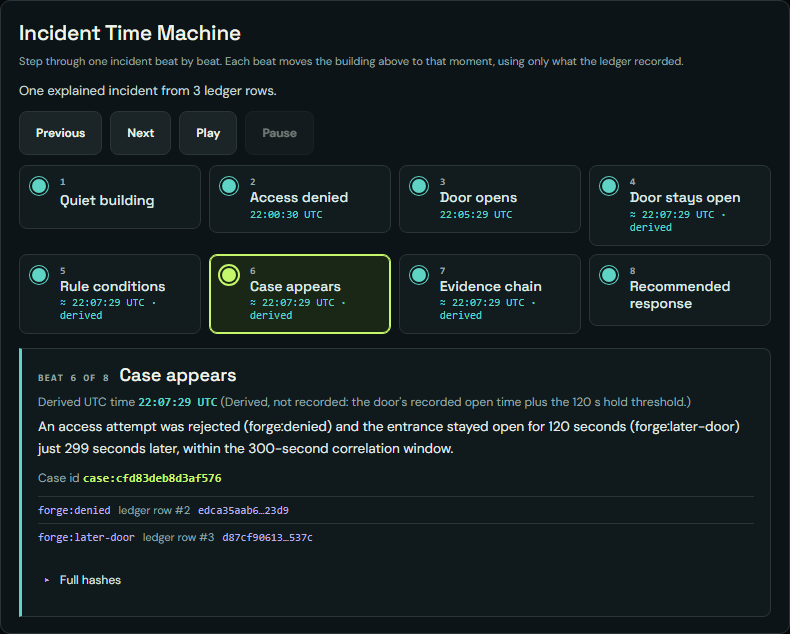 Incident Time Machine
Step through one incident beat by beat. Each beat moves the building above to that moment, using only what the ledger recorded.
One explained incident from 3 ledger rows.
Previous
Next
Play
Pause
1
Quiet building
2
Access denied
22:00:30 UTC
3
Door opens
22:05:29 UTC
4
Door stays open
≈ 22:07:29 UTC ·
derived
5
Rule conditions
≈ 22:07:29 UTC ·
derived
6
Case appears
≈ 22:07:29 UTC ·
derived
7
Evidence chain
≈ 22:07:29 UTC ·
derived
8
Recommended
response
BEAT 6 OF 8 Case appears
Derived UTC time 22:07:29 UTC (Derived, not recorded: the door's recorded open time plus the 120 s hold threshold.)
An access attempt was rejected (forge:denied) and the entrance stayed open for 120 seconds (forge:later-door)
just 299 seconds later, within the 300-second correlation window.
Case id case:cfd83deb8d3af576
forge:denied ledger row #2 edca35aab6…23d9
forge:later-door ledger row #3 d87cf90613…537c
Full hashes